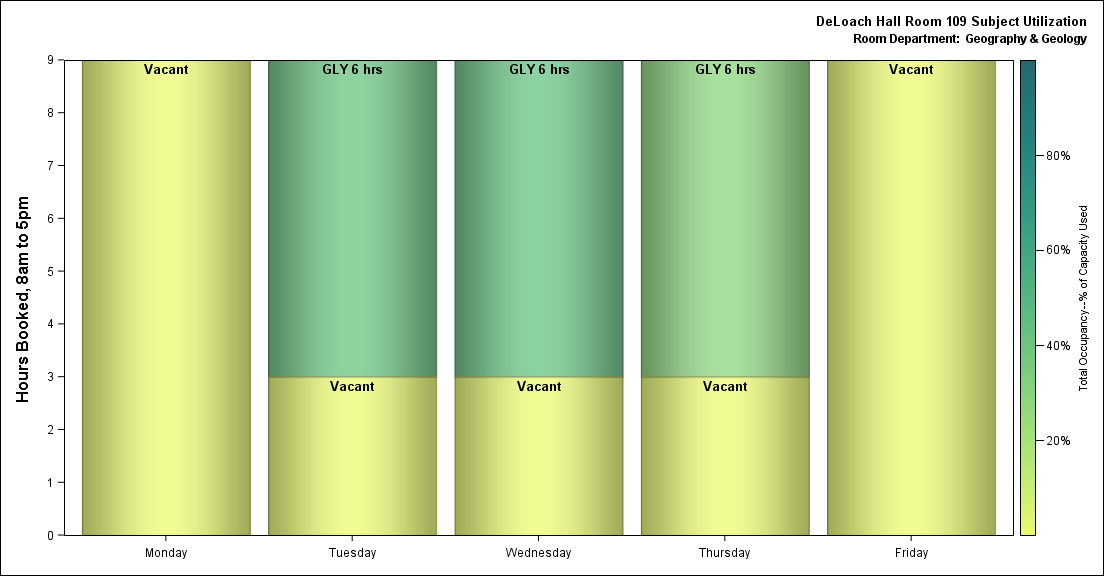 DeLoach Hall Room 109 Subject Utilization
Room Department: Geography & Geology
Hours Booked, 8am to 5pm
9
8
7
6
5
4
3
2
1
0
Vacant
GLY 6 hrs
GLY 6 hrs
GLY 6 hrs
Vacant
Vacant
Vacant
Vacant
Monday
Tuesday
Wednesday
Thursday
Friday
80%
60%
40%
20%
Total Occupancy--% of Capacity Used